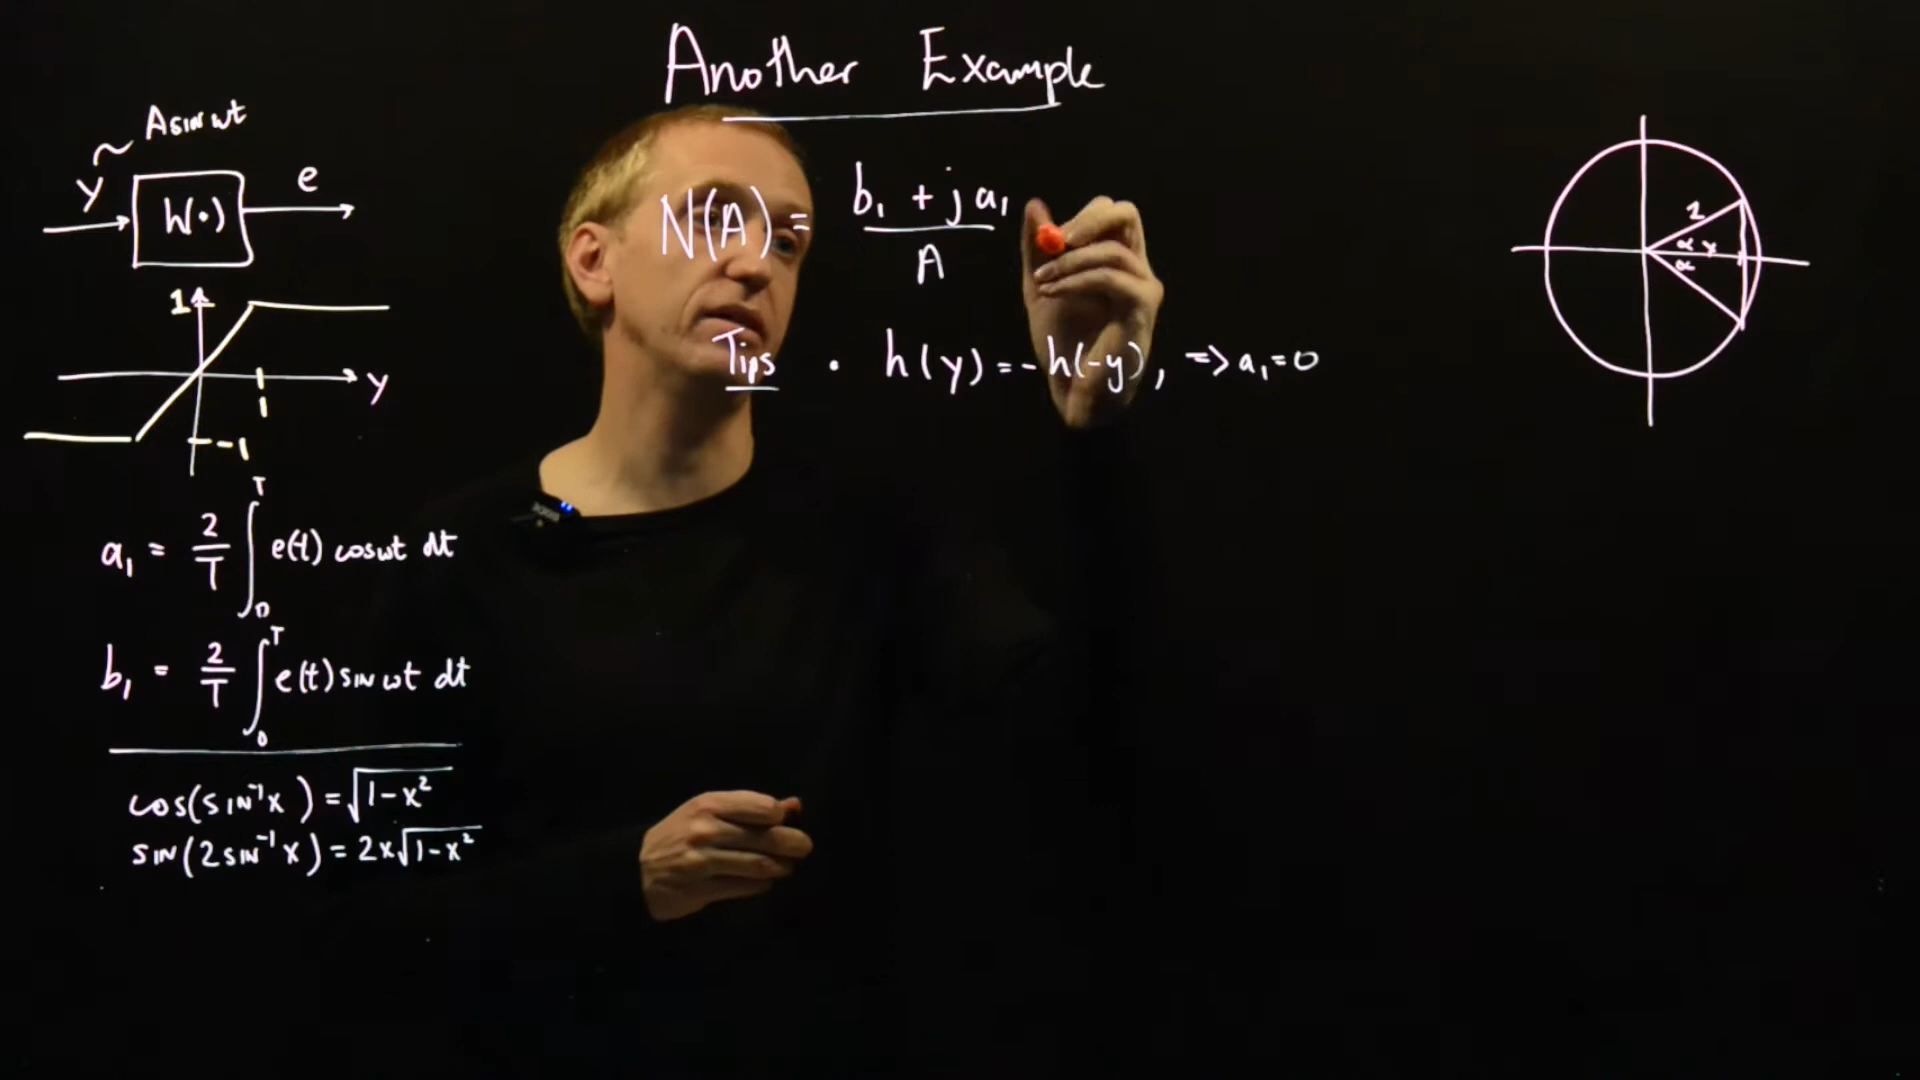 Another Example
A sin ωt
y h(·) e
1
y
1
-1
a₁ = 2/T ∫₀ᵀ e(t) cos ωt dt
b₁ = 2/T ∫₀ᵀ e(t) sin ωt dt
cos(sin⁻¹x) = √(1-x²)
sin(2sin⁻¹x) = 2x√(1-x²)
N(A) = (b₁ + j a₁)/A
Tips · h(y) = -h(-y), => a₁=0
α
α